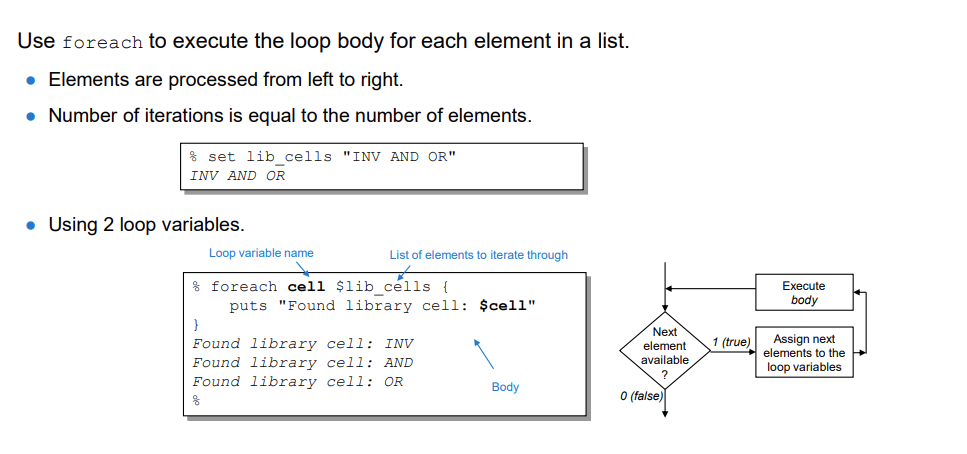 Use foreach to execute the loop body for each element in a list.
• Elements are processed from left to right.
• Number of iterations is equal to the number of elements.
% set lib_cells "INV AND OR"
INV AND OR
• Using 2 loop variables.
Loop variable name
List of elements to iterate through
% foreach cell $lib_cells {
puts "Found library cell: $cell"
}
Found library cell: INV
Found library cell: AND
Found library cell: OR
%
Body
Execute
body
Next
element
available
?
1 (true)
Assign next
elements to the
loop variables
0 (false)